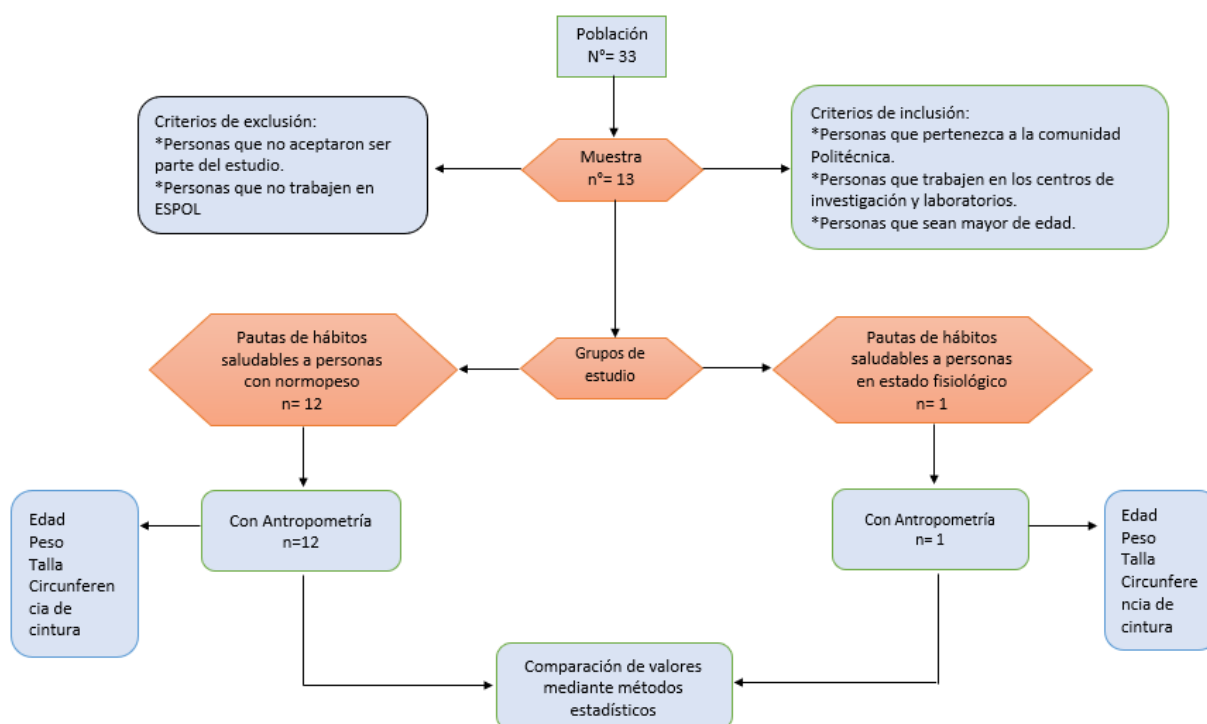 Población
N°= 33
Criterios de exclusión:
*Personas que no aceptaron ser
parte del estudio.
*Personas que no trabajen en
ESPOL
Muestra
n°= 13
Criterios de inclusión:
*Personas que pertenezca a la comunidad
Politécnica.
*Personas que trabajen en los centros de
investigación y laboratorios.
*Personas que sean mayor de edad.
Pautas de hábitos
saludables a personas
con normopeso
n= 12
Grupos de
estudio
Pautas de hábitos
saludables a personas
en estado fisiológico
n= 1
Edad
Peso
Talla
Circunferen
cia de
cintura
Con Antropometría
n=12
Con Antropometría
n= 1
Edad
Peso
Talla
Circunfere
ncia de
cintura
Comparación de valores
mediante métodos
estadísticos